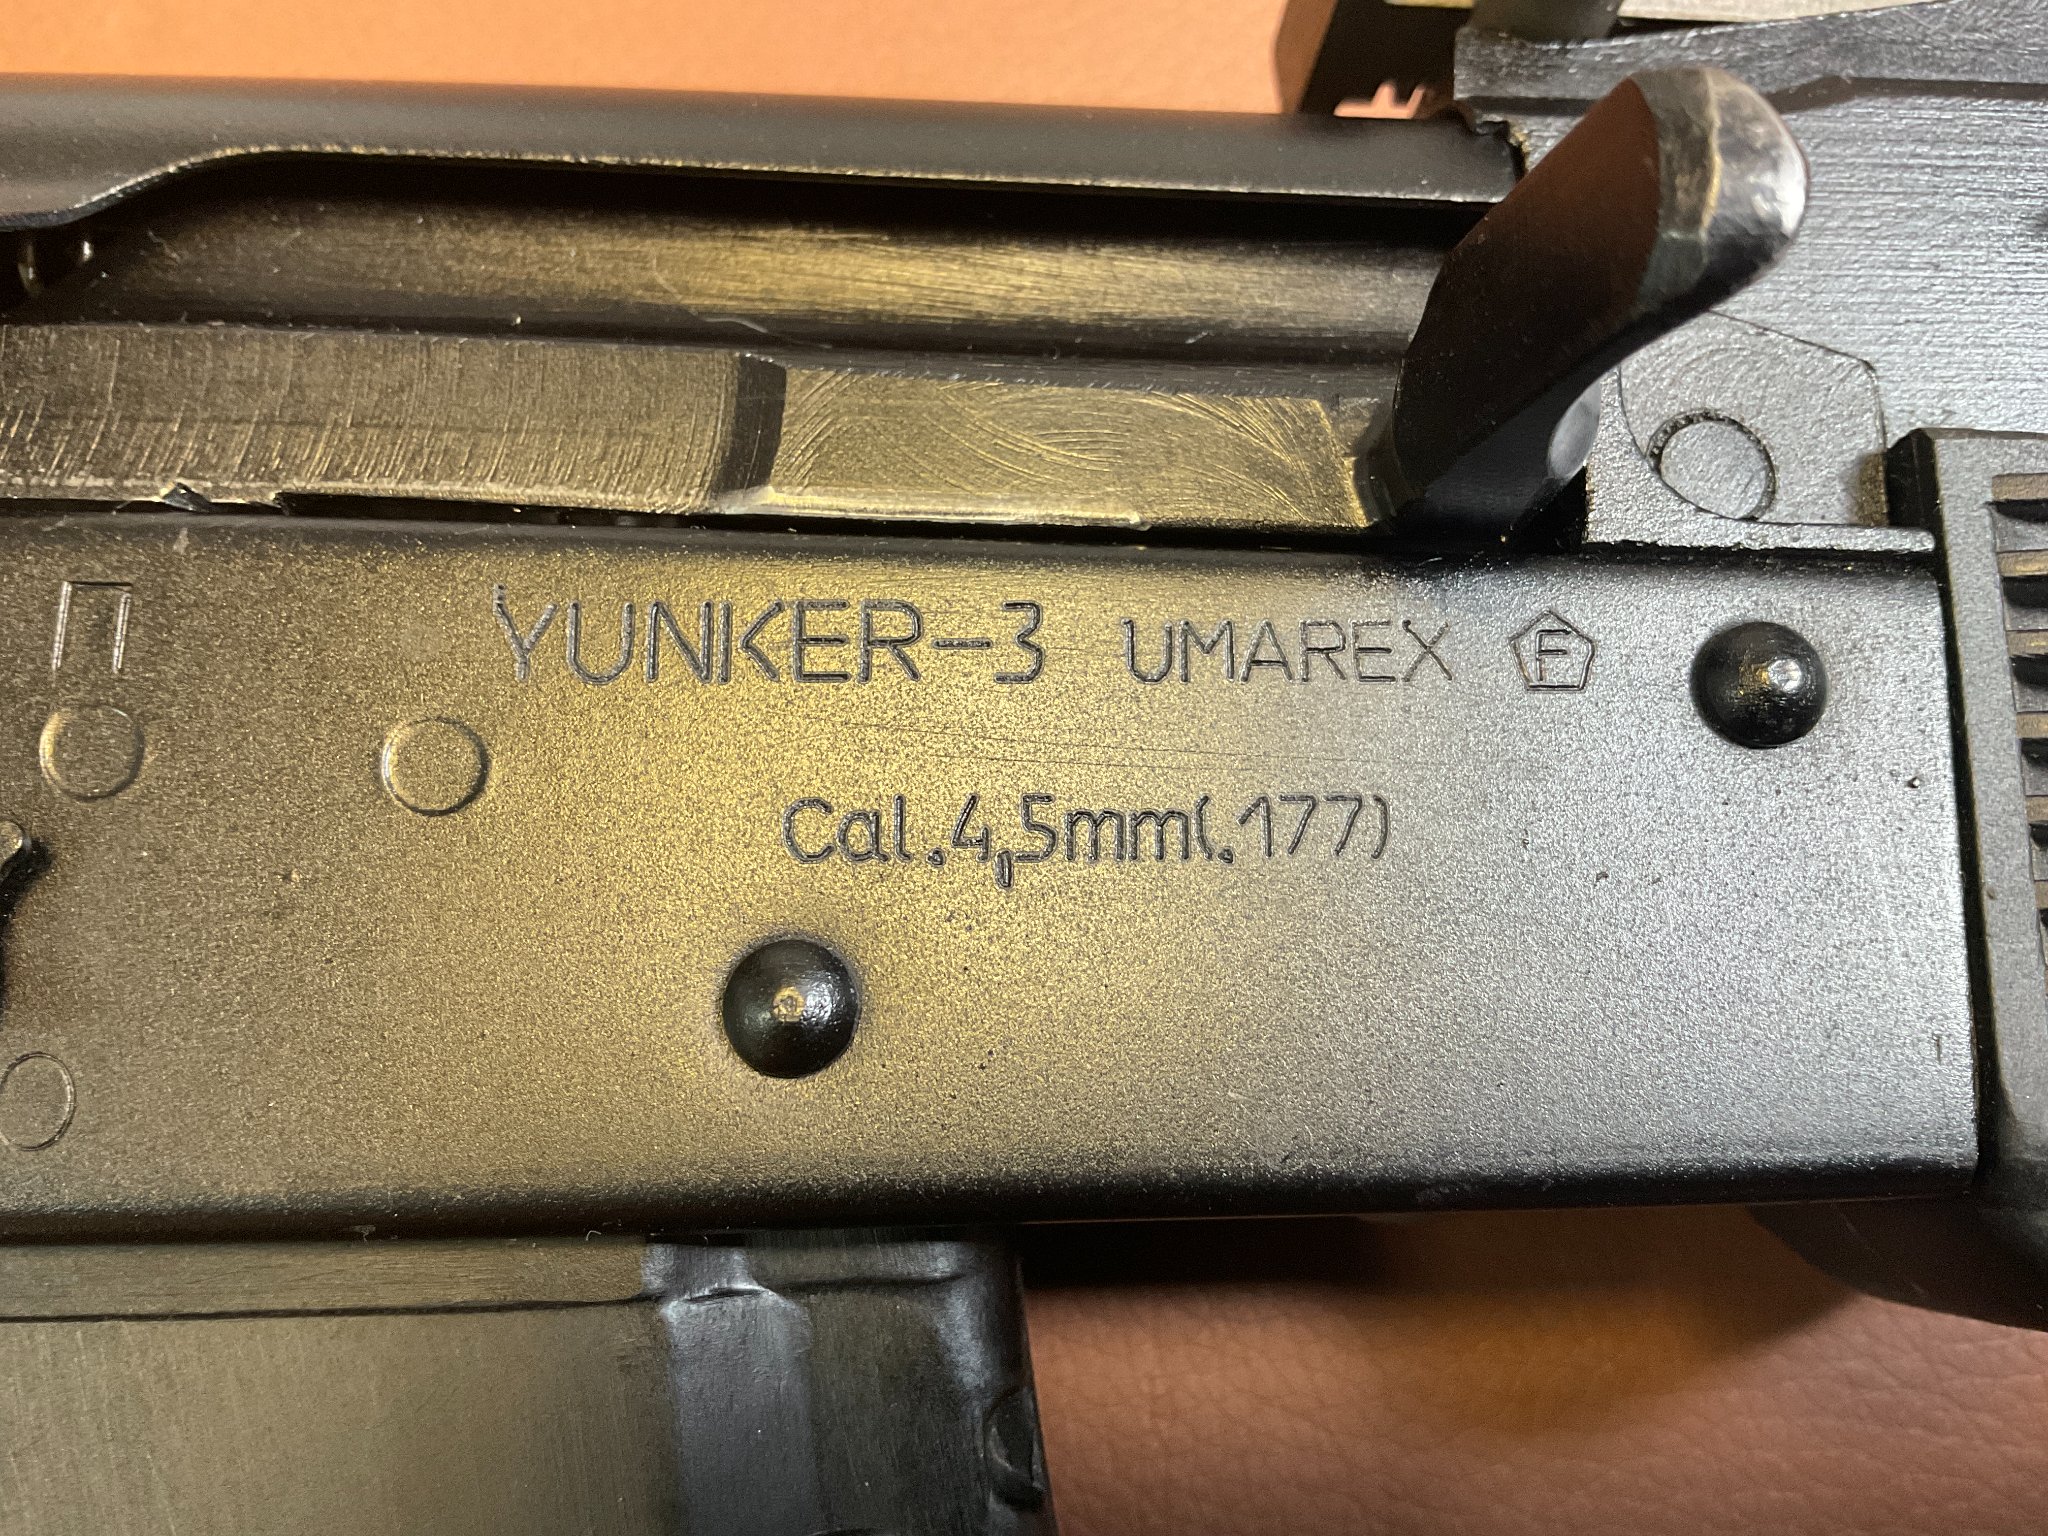 П YUNKER-3 UMAREX F
Cal.4,5mm(.177)